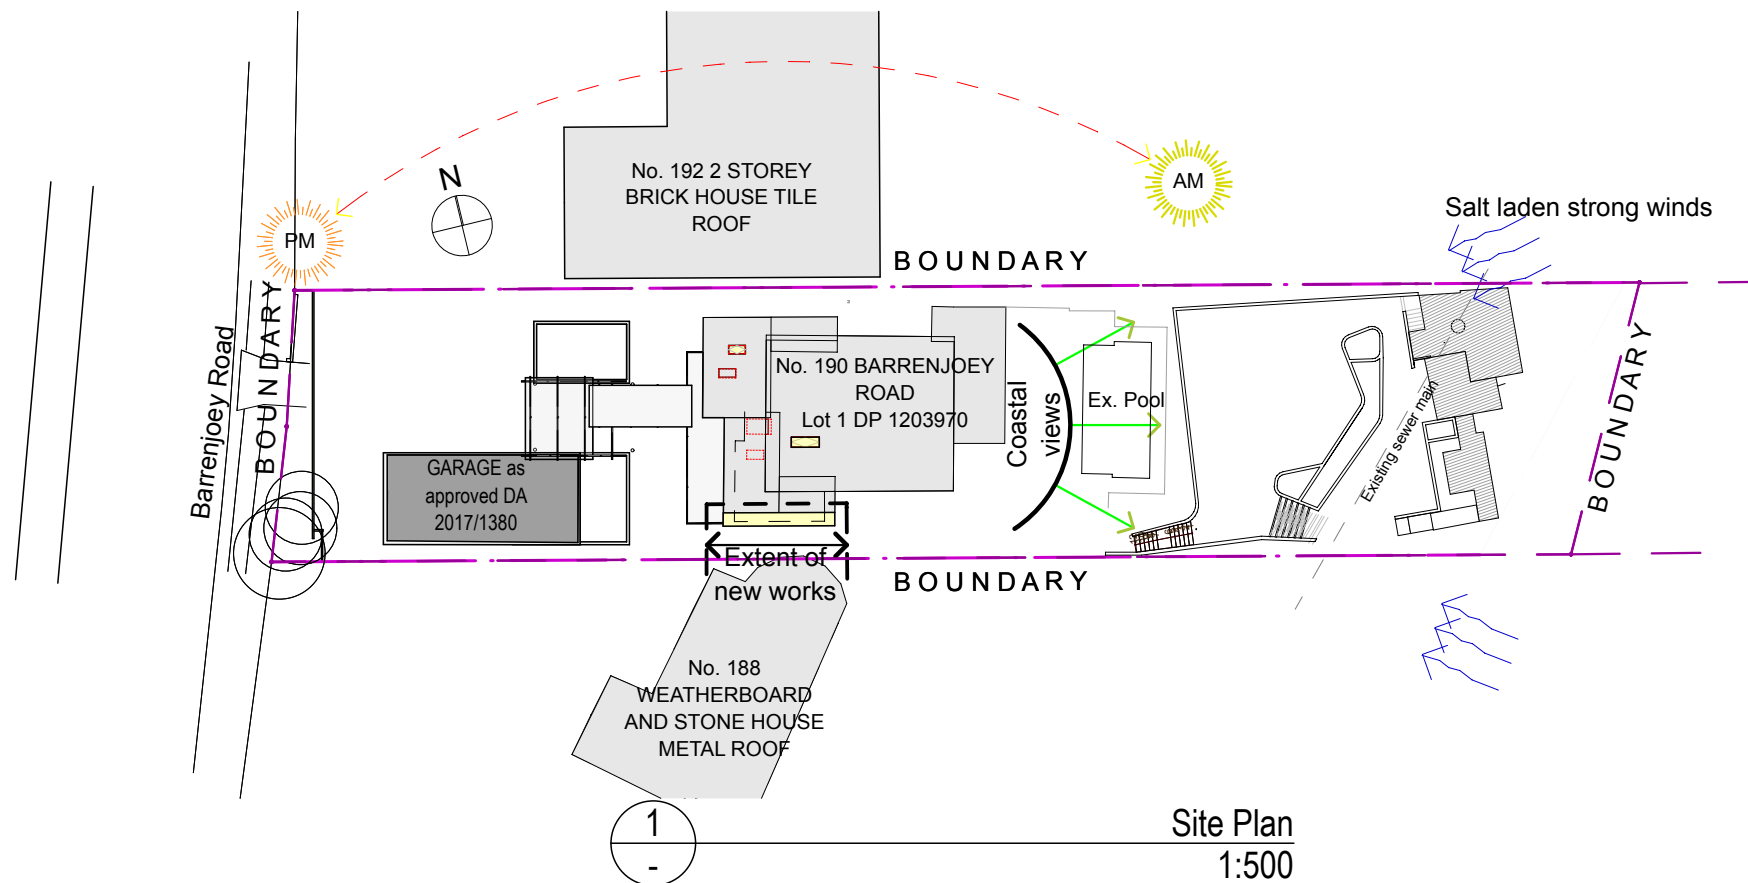 No. 192 2 STOREY
BRICK HOUSE TILE
ROOF
N
AM
PM
Salt laden strong winds
BOUNDARY
BOUNDARY
Barrenjoey Road
No. 190 BARRENJOEY
ROAD
Lot 1 DP 1203970
Coastal
views
Ex. Pool
Existing sewer main
BOUNDARY
GARAGE as
approved DA
2017/1380
Extent of
new works
BOUNDARY
No. 188
WEATHERBOARD
AND STONE HOUSE
METAL ROOF
1
-
Site Plan
1:500